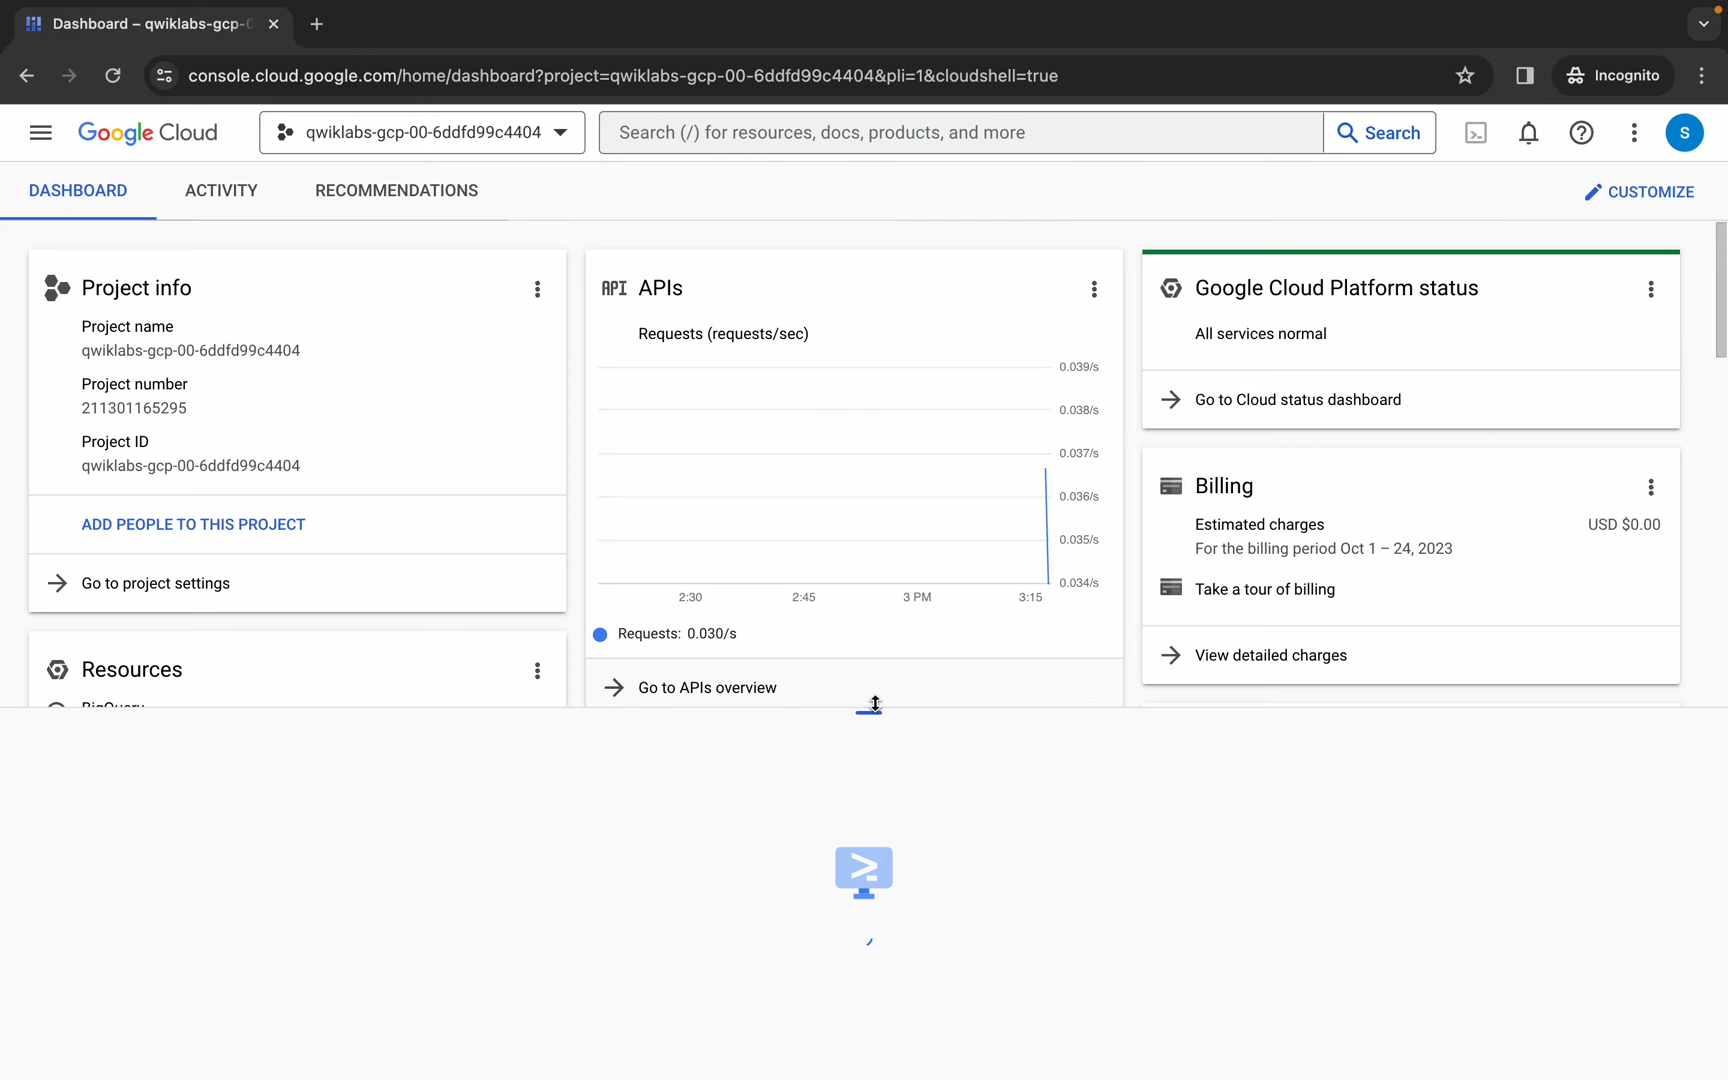 Dashboard – qwiklabs-gcp-0
console.cloud.google.com/home/dashboard?project=qwiklabs-gcp-00-6ddfd99c4404&pli=1&cloudshell=true
Incognito
Google Cloud
qwiklabs-gcp-00-6ddfd99c4404
Search (/) for resources, docs, products, and more
Search
S
DASHBOARD
ACTIVITY
RECOMMENDATIONS
CUSTOMIZE
Project info
Project name
qwiklabs-gcp-00-6ddfd99c4404
Project number
211301165295
Project ID
qwiklabs-gcp-00-6ddfd99c4404
ADD PEOPLE TO THIS PROJECT
Go to project settings
Resources
BigQuery
API APIs
Requests (requests/sec)
0.039/s
0.038/s
0.037/s
0.036/s
0.035/s
0.034/s
2:30 2:45 3 PM 3:15
Requests: 0.030/s
Go to APIs overview
Google Cloud Platform status
All services normal
Go to Cloud status dashboard
Billing
Estimated charges USD $0.00
For the billing period Oct 1 – 24, 2023
Take a tour of billing
View detailed charges